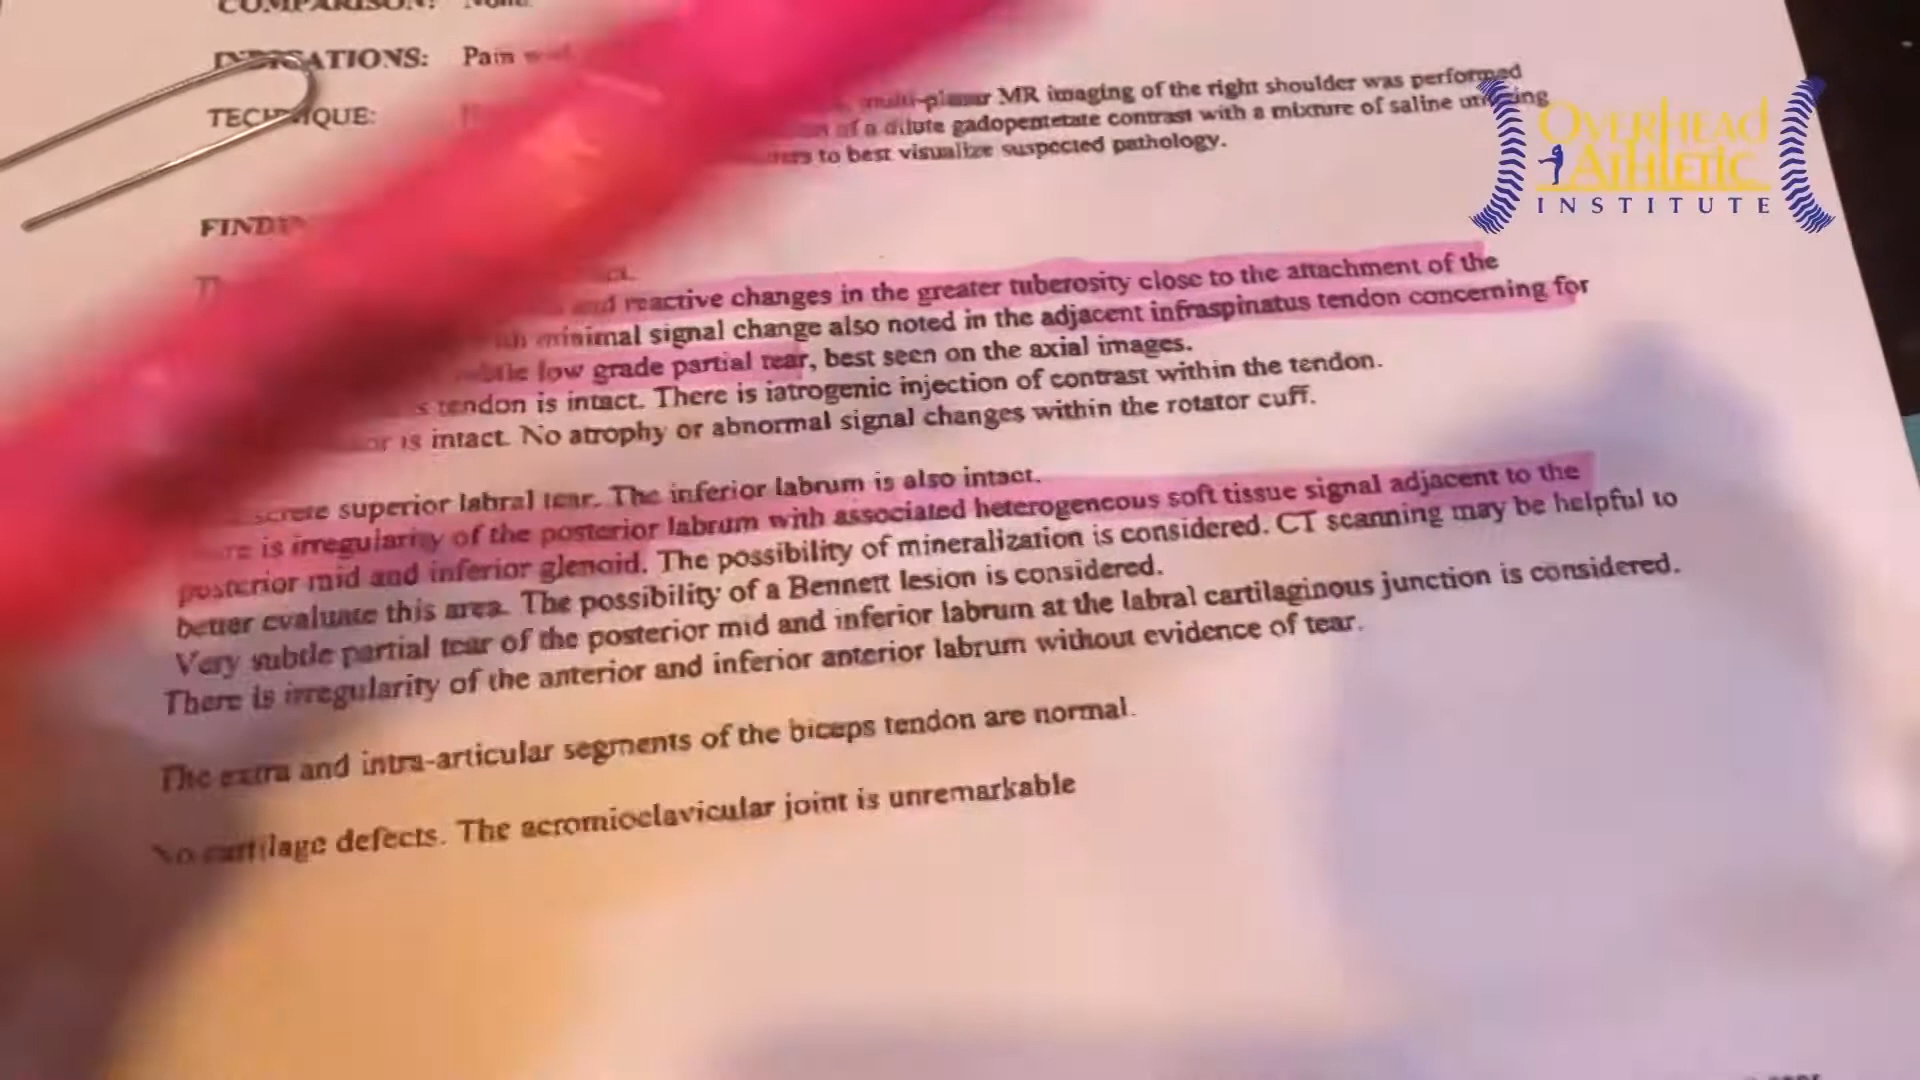 COMPARISON: None
INDICATIONS: Pain
TECHNIQUE: multi-planar MR imaging of the right shoulder was performed
of a dilute gadopentetate contrast with a mixture of saline utilizing
to best visualize suspected pathology.
OVERHEAD
ATHLETIC
INSTITUTE
and reactive changes in the greater tuberosity close to the attachment of the
minimal signal change also noted in the adjacent infraspinatus tendon concerning for
low grade partial tear, best seen on the axial images.
tendon is intact. There is iatrogenic injection of contrast within the tendon.
is intact. No atrophy or abnormal signal changes within the rotator cuff.
superior labral tear. The inferior labrum is also intact.
is irregularity of the posterior labrum with associated heterogeneous soft tissue signal adjacent to the
posterior mid and inferior glenoid. The possibility of mineralization is considered. CT scanning may be helpful to
better evaluate this area. The possibility of a Bennett lesion is considered.
Very subtle partial tear of the posterior mid and inferior labrum at the labral cartilaginous junction is considered.
There is irregularity of the anterior and inferior anterior labrum without evidence of tear.
The extra and intra-articular segments of the biceps tendon are normal.
No cartilage defects. The acromioclavicular joint is unremarkable